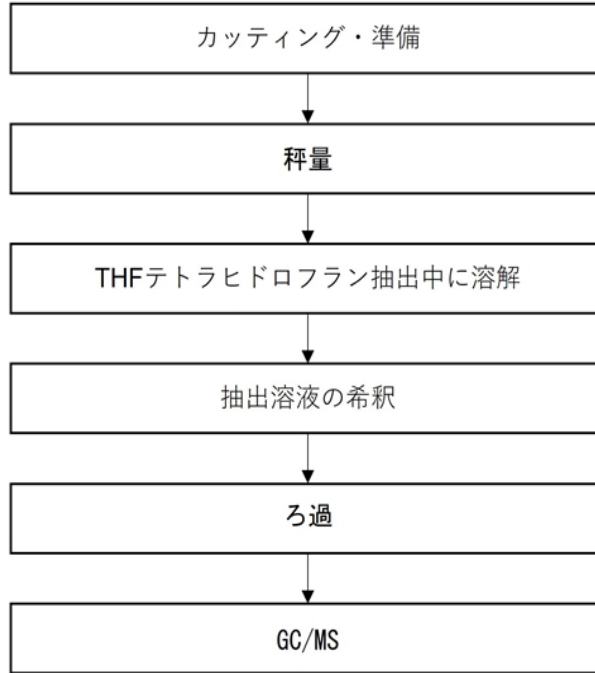 カッティング・準備
秤量
THFテトラヒドロフラン抽出中に溶解
抽出溶液の希釈
ろ過
GC/MS